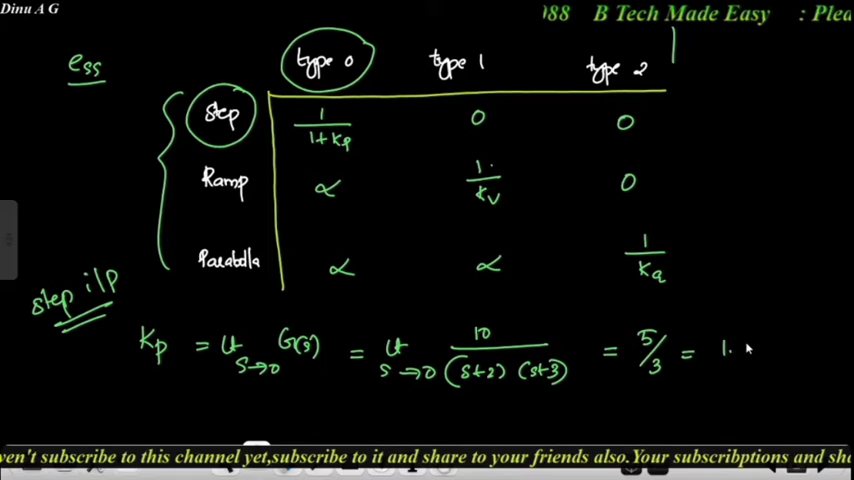 Dinu A G
088 B Tech Made Easy : Plea
ess type 0 type 1 type 2
Step 1/(1+Kp) 0 0
Ramp ∝ 1/Kv 0
Parabola ∝ ∝ 1/Ka
step i/p
Kp = Lt S→0 G(s) = Lt s→0 10/((s+2)(s+3)) = 5/3 = 1.
ven't subscribe to this channel yet,subscribe to it and share to your friends also.Your subscribptions and sha